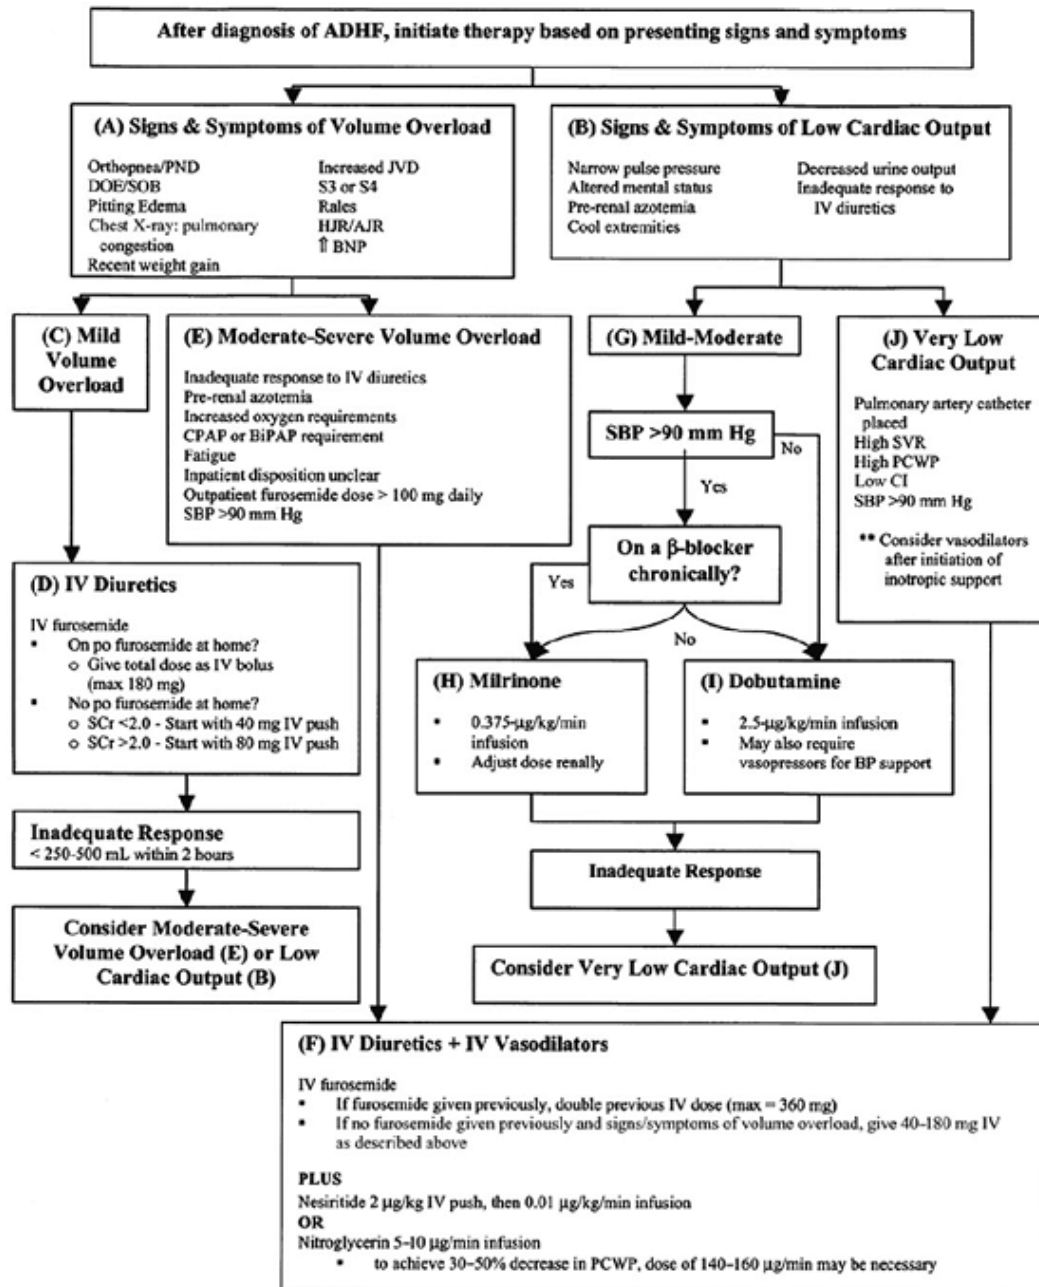 After diagnosis of ADHF, initiate therapy based on presenting signs and symptoms
(A) Signs & Symptoms of Volume Overload
Orthopnea/PND
DOE/SOB
Pitting Edema
Chest X-ray: pulmonary
congestion
Recent weight gain
Increased JVD
S3 or S4
Rales
HJR/AJR
⇑ BNP
(B) Signs & Symptoms of Low Cardiac Output
Narrow pulse pressure
Altered mental status
Pre-renal azotemia
Cool extremities
Decreased urine output
Inadequate response to
IV diuretics
(C) Mild
Volume
Overload
(E) Moderate-Severe Volume Overload
Inadequate response to IV diuretics
Pre-renal azotemia
Increased oxygen requirements
CPAP or BiPAP requirement
Fatigue
Inpatient disposition unclear
Outpatient furosemide dose > 100 mg daily
SBP >90 mm Hg
(G) Mild-Moderate
SBP >90 mm Hg
No
Yes
On a β-blocker
chronically?
Yes
No
(J) Very Low
Cardiac Output
Pulmonary artery catheter
placed
High SVR
High PCWP
Low CI
SBP >90 mm Hg
** Consider vasodilators
after initiation of
inotropic support
(D) IV Diuretics
IV furosemide
▪ On po furosemide at home?
o Give total dose as IV bolus
(max 180 mg)
▪ No po furosemide at home?
o SCr <2.0 - Start with 40 mg IV push
o SCr >2.0 - Start with 80 mg IV push
(H) Milrinone
▪ 0.375-µg/kg/min
infusion
▪ Adjust dose renally
(I) Dobutamine
▪ 2.5-µg/kg/min infusion
▪ May also require
vasopressors for BP support
Inadequate Response
< 250-500 mL within 2 hours
Inadequate Response
Consider Moderate-Severe
Volume Overload (E) or Low
Cardiac Output (B)
Consider Very Low Cardiac Output (J)
(F) IV Diuretics + IV Vasodilators
IV furosemide
▪ If furosemide given previously, double previous IV dose (max = 360 mg)
▪ If no furosemide given previously and signs/symptoms of volume overload, give 40–180 mg IV
as described above
PLUS
Nesiritide 2 µg/kg IV push, then 0.01 µg/kg/min infusion
OR
Nitroglycerin 5–10 µg/min infusion
▪ to achieve 30–50% decrease in PCWP, dose of 140–160 µg/min may be necessary